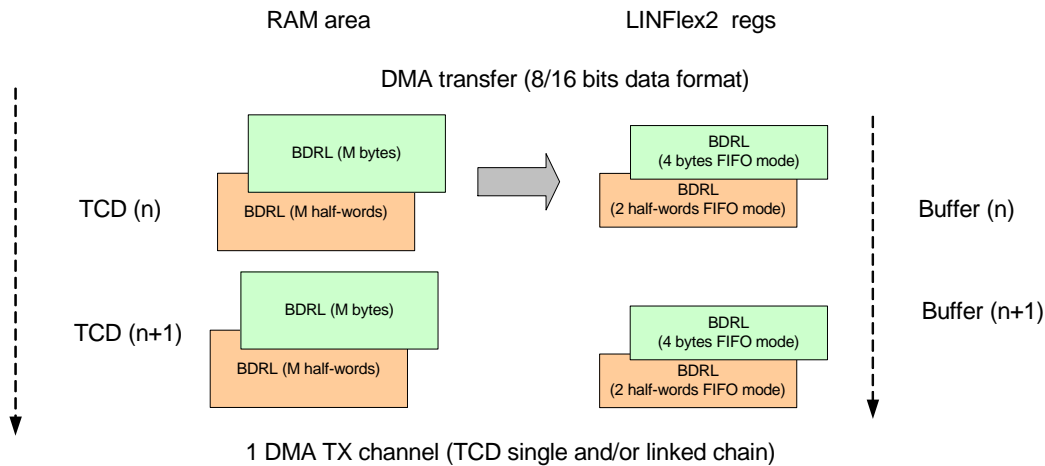 RAM area
LINFlex2 regs
DMA transfer (8/16 bits data format)
BDRL (M bytes)
BDRL
(4 bytes FIFO mode)
TCD (n)
BDRL (M half-words)
BDRL
(2 half-words FIFO mode)
Buffer (n)
BDRL (M bytes)
BDRL
(4 bytes FIFO mode)
Buffer (n+1)
TCD (n+1)
BDRL (M half-words)
BDRL
(2 half-words FIFO mode)
1 DMA TX channel (TCD single and/or linked chain)